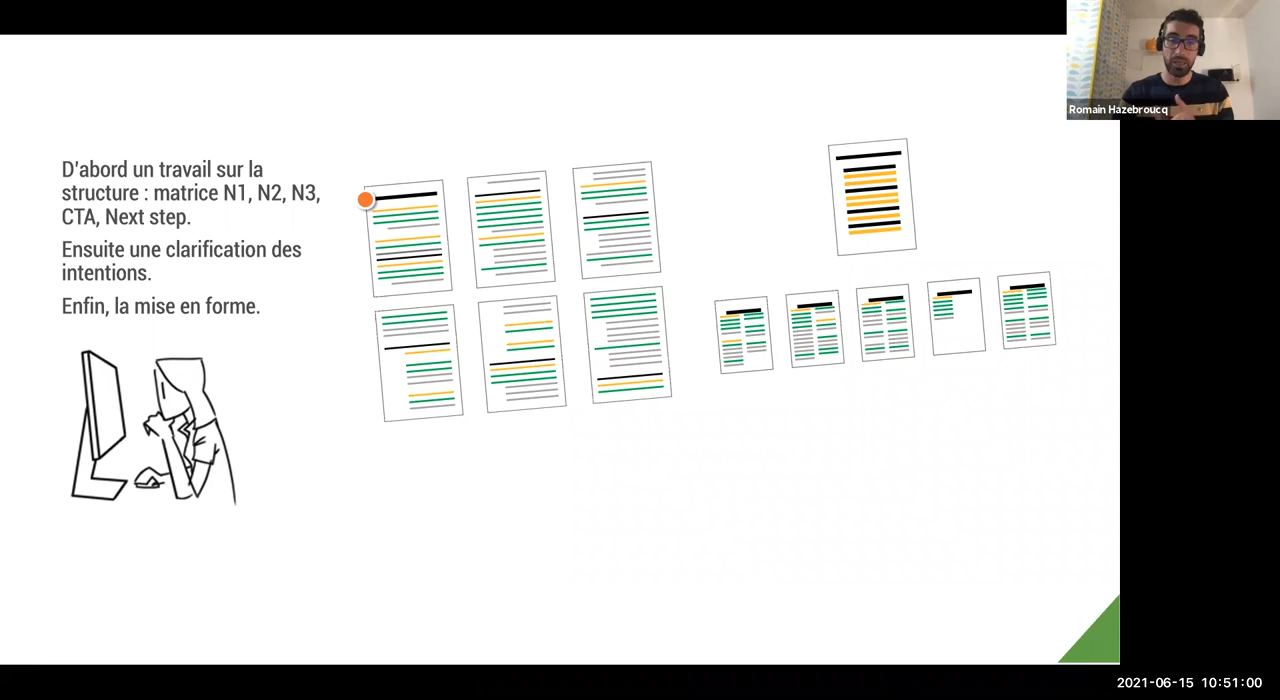 Romain Hazebroucq
D'abord un travail sur la
structure : matrice N1, N2, N3,
CTA, Next step.
Ensuite une clarification des
intentions.
Enfin, la mise en forme.
2021-06-15 10:51:00